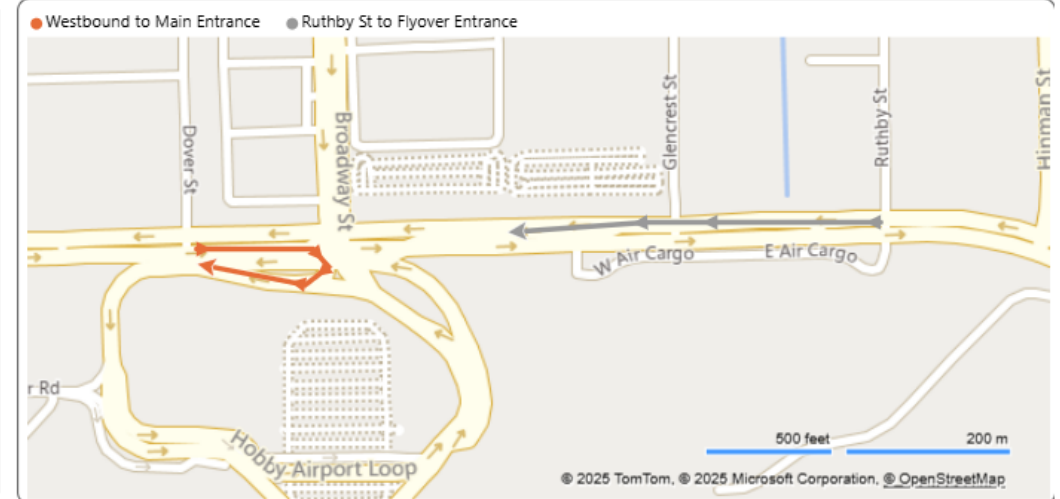 Westbound to Main Entrance
Ruthby St to Flyover Entrance
Dover St
Broadway St
Glencrest St
Ruthby St
Hinman St
W Air Cargo
E Air Cargo
r Rd
Hobby Airport Loop
500 feet
200 m
© 2025 TomTom, © 2025 Microsoft Corporation, © OpenStreetMap